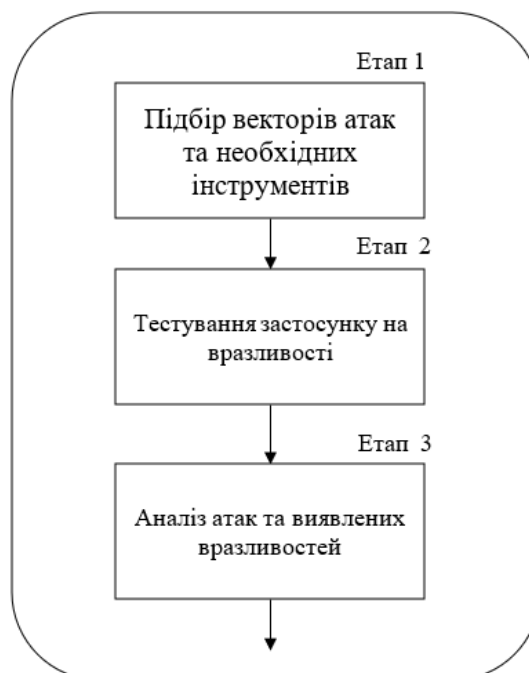 Етап 1
Підбір векторів атак
та необхідних
інструментів
Етап 2
Тестування застосунку на
вразливості
Етап 3
Аналіз атак та виявлених
вразливостей